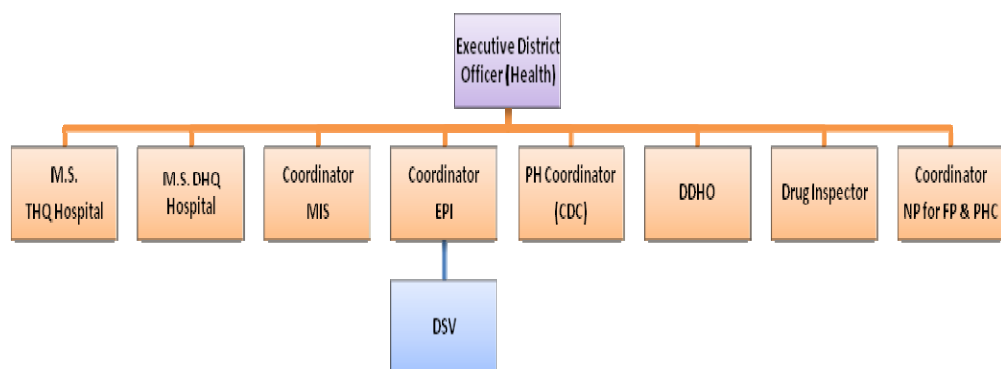 Executive District
Officer (Health)
M.S.
THQ Hospital
M.S. DHQ
Hospital
Coordinator
MIS
Coordinator
EPI
PH Coordinator
(CDC)
DDHO
Drug Inspector
Coordinator
NP for FP & PHC
DSV